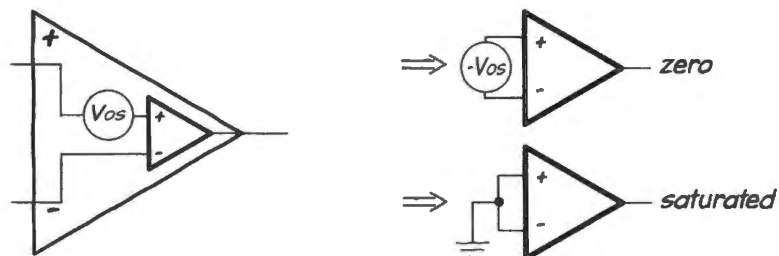 +
Vos
+
-
-
+
-Vos
-
zero
+
-
saturated